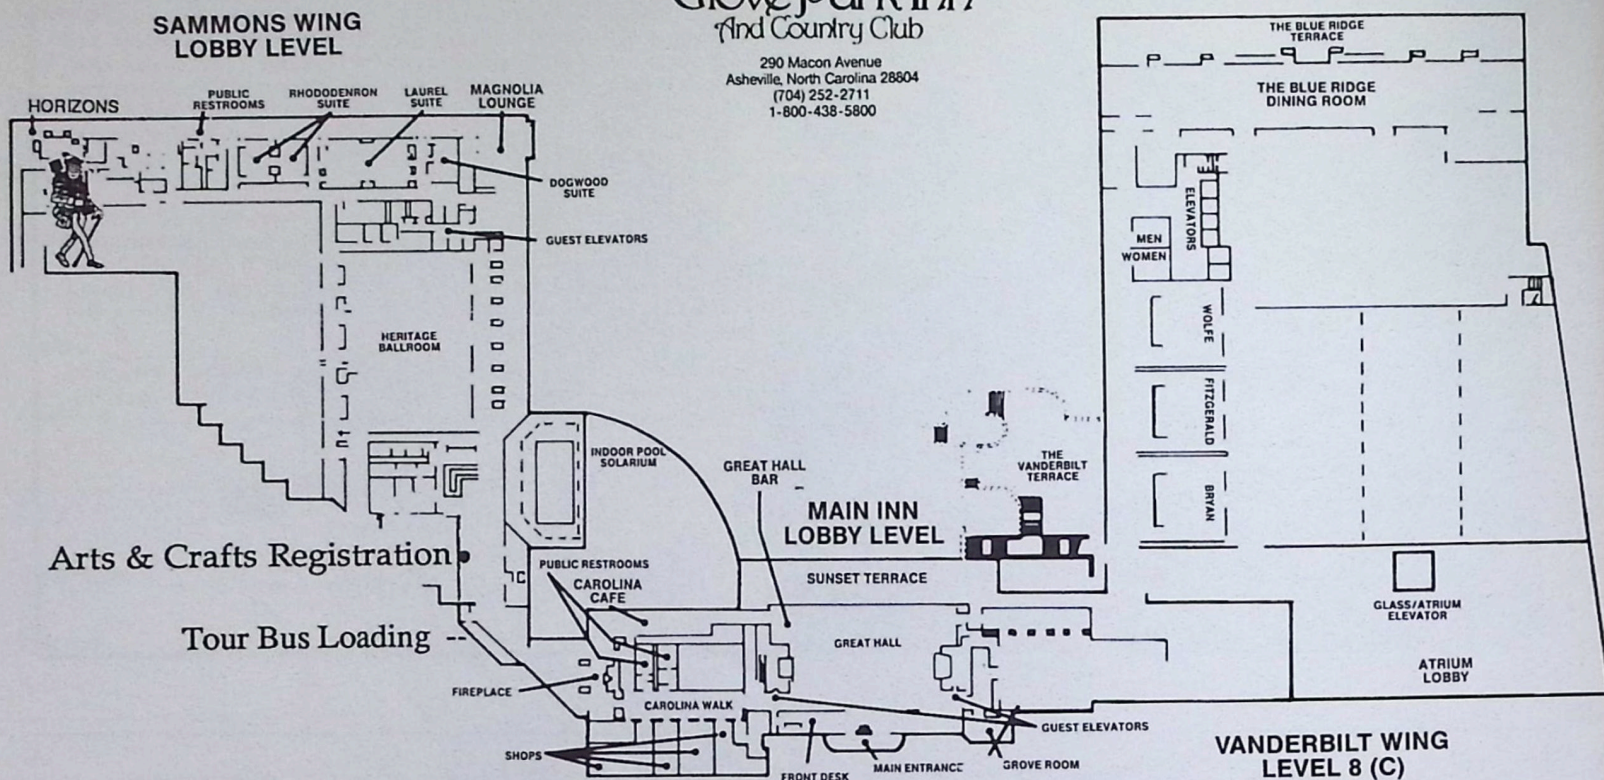 Grove Park Inn
And Country Club
290 Macon Avenue
Asheville, North Carolina 28804
(704) 252-2711
1-800-438-5800
SAMMONS WING
LOBBY LEVEL
HORIZONS
PUBLIC
RESTROOMS
RHODODENRON
SUITE
LAUREL
SUITE
MAGNOLIA
LOUNGE
DOGWOOD
SUITE
GUEST ELEVATORS
HERITAGE
BALLROOM
INDOOR POOL
SOLARIUM
Arts & Crafts Registration
Tour Bus Loading
PUBLIC RESTROOMS
CAROLINA
CAFE
FIREPLACE
CAROLINA WALK
SHOPS
GREAT HALL
BAR
MAIN INN
LOBBY LEVEL
SUNSET TERRACE
GREAT HALL
THE
VANDERBILT
TERRACE
GUEST ELEVATORS
FRONT DESK
MAIN ENTRANCE
GROVE ROOM
THE BLUE RIDGE
TERRACE
THE BLUE RIDGE
DINING ROOM
ELEVATORS
MEN
WOMEN
WOLFE
FITZGERALD
BRYAN
GLASS/ATRIUM
ELEVATOR
ATRIUM
LOBBY
VANDERBILT WING
LEVEL 8 (C)